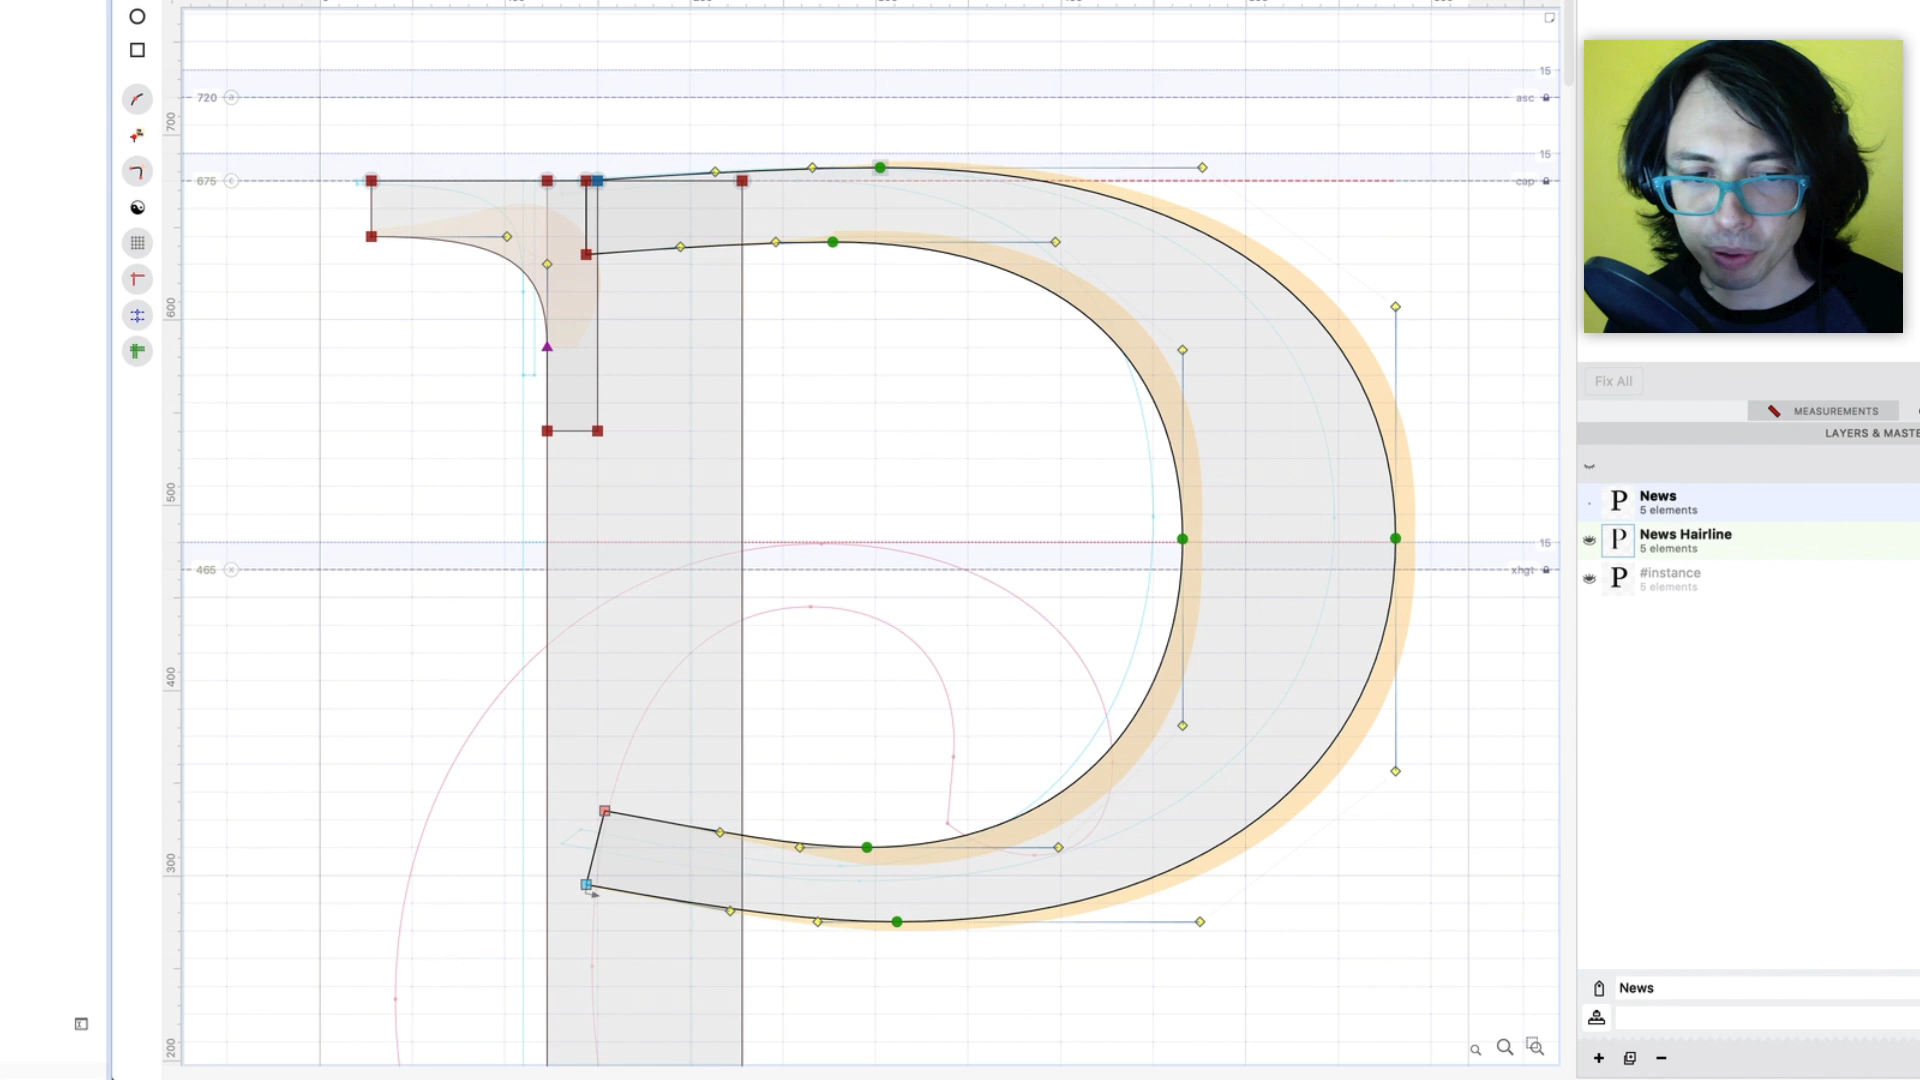 15
720 a
asc
700
15
675 c
cap
600
500
15
465 x
xhgt
400
300
200
Fix All
MEASUREMENTS
LAYERS & MASTE
News
5 elements
News Hairline
5 elements
#instance
5 elements
News